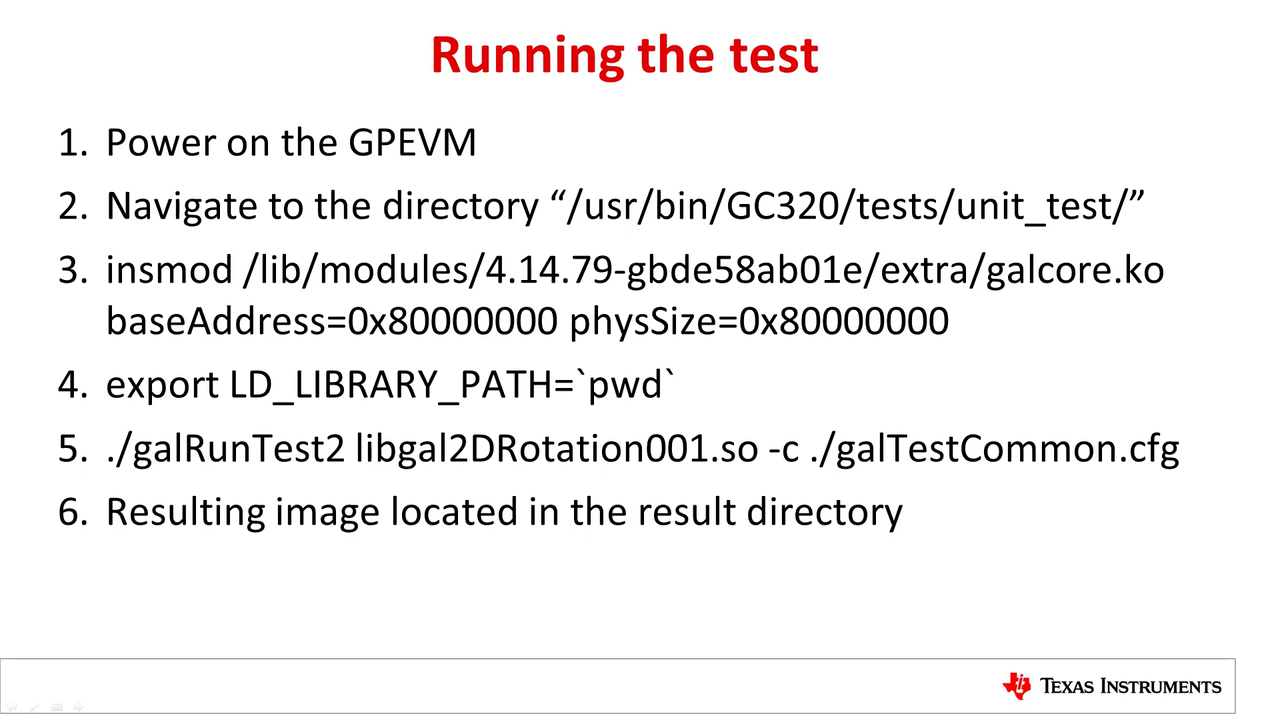 Running the test
1. Power on the GPEVM
2. Navigate to the directory “/usr/bin/GC320/tests/unit_test/”
3. insmod /lib/modules/4.14.79-gbde58ab01e/extra/galcore.ko
baseAddress=0x80000000 physSize=0x80000000
4. export LD_LIBRARY_PATH=`pwd`
5. ./galRunTest2 libgal2DRotation001.so -c ./galTestCommon.cfg
6. Resulting image located in the result directory
TEXAS INSTRUMENTS